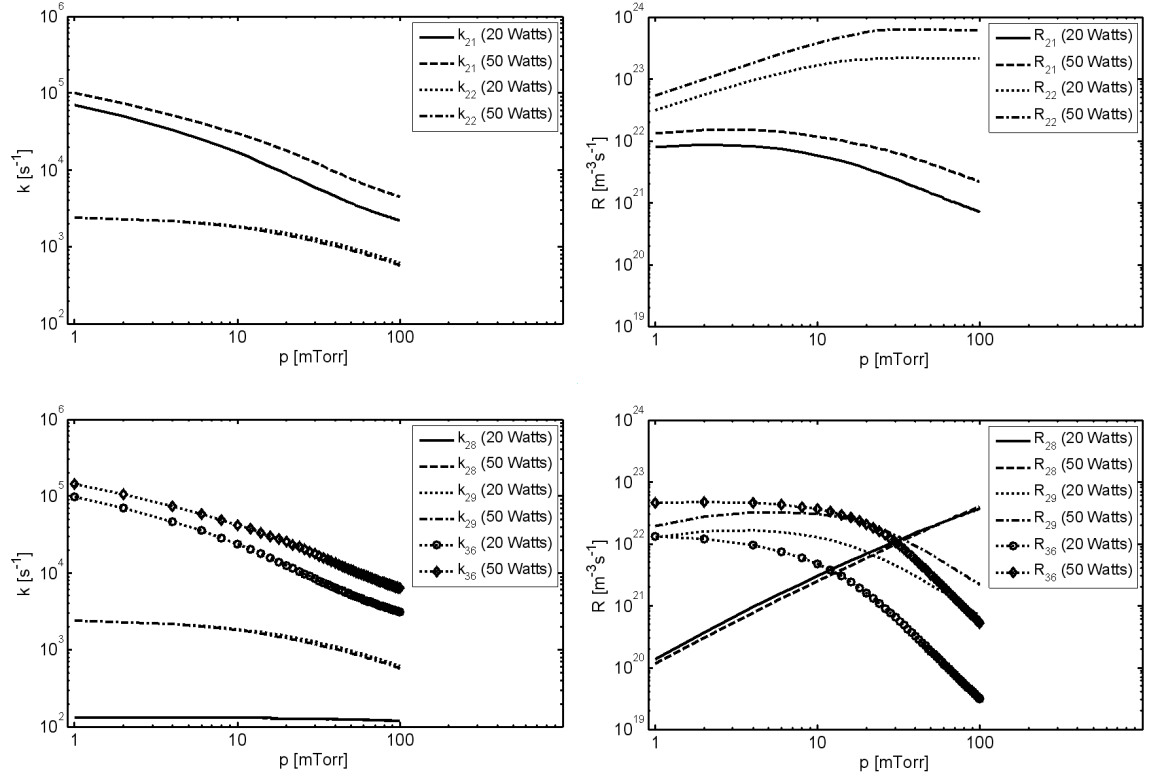 10^6
10^5
10^4
10^3
10^2
k [s^-1]
1
10
100
p [mTorr]
k_21 (20 Watts)
k_21 (50 Watts)
k_22 (20 Watts)
k_22 (50 Watts)
10^24
10^23
10^22
10^21
10^20
10^19
R [m^-3s^-1]
1
10
100
p [mTorr]
R_21 (20 Watts)
R_21 (50 Watts)
R_22 (20 Watts)
R_22 (50 Watts)
10^6
10^5
10^4
10^3
10^2
k [s^-1]
1
10
100
p [mTorr]
k_28 (20 Watts)
k_28 (50 Watts)
k_29 (20 Watts)
k_29 (50 Watts)
k_36 (20 Watts)
k_36 (50 Watts)
10^24
10^23
10^22
10^21
10^20
10^19
R [m^-3s^-1]
1
10
100
p [mTorr]
R_28 (20 Watts)
R_28 (50 Watts)
R_29 (20 Watts)
R_29 (50 Watts)
R_36 (20 Watts)
R_36 (50 Watts)